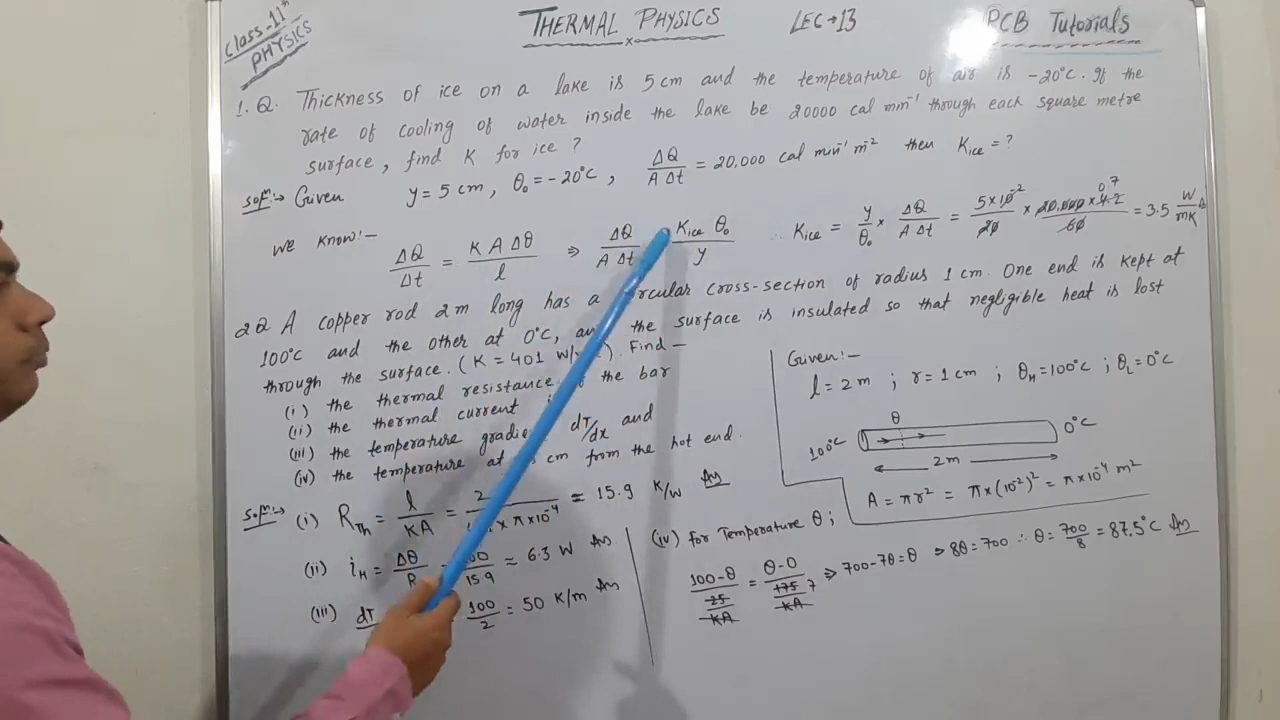 Class-11th
PHYSICS
THERMAL PHYSICS
LEC→13
PCB Tutorials
1.Q. Thickness of ice on a lake is 5 cm and the temperature of air is -20°C. If the
rate of cooling of water inside the lake be 20000 cal min⁻¹ through each square metre
surface, find K for ice ?
Solⁿ:→ Given y = 5 cm, θ₀ = -20°C, ΔQ/(A Δt) = 20.000 cal min⁻¹ m⁻² then K_ice = ?
We know:- ΔQ/Δt = K A Δθ/l ⇒ ΔQ/(A Δt) K_ice θ₀/y ∴ K_ice = y/θ₀ × ΔQ/(A Δt) = 5×10⁻²/20 × 20.000×4.2/60 = 3.5 W/mK
2Q A copper rod 2m long has a circular cross-section of radius 1 cm. One end is kept at
100°C and the other at 0°C, and the surface is insulated so that negligible heat is lost
through the surface. (K = 401 W/ ). Find —
(i) the thermal resistance of the bar
(ii) the thermal current
(iii) the temperature gradient dT/dx and
(iv) the temperature at cm from the hot end.
Given:-
l = 2 m ; r = 1 cm ; θ_H = 100°C ; θ_L = 0°C
θ
100°C
0°C
2m
A = πr² = π×(10⁻²)² = π×10⁻⁴ m²
Solⁿ:→ (i) R_Th = l/KA = 2/ ×π×10⁻⁴ = 15.9 K/W Ans
(ii) i_H = Δθ/R = 100/15.9 ≈ 6.3 W Ans
(iii) dT 100/2 = 50 K/m Ans
(iv) for Temperature θ ;
(100-θ)/(25/KA) = (θ-0)/(175/KA) 7 ⇒ 700-7θ = θ ⇒ 8θ = 700 ∴ θ = 700/8 = 87.5°C Ans